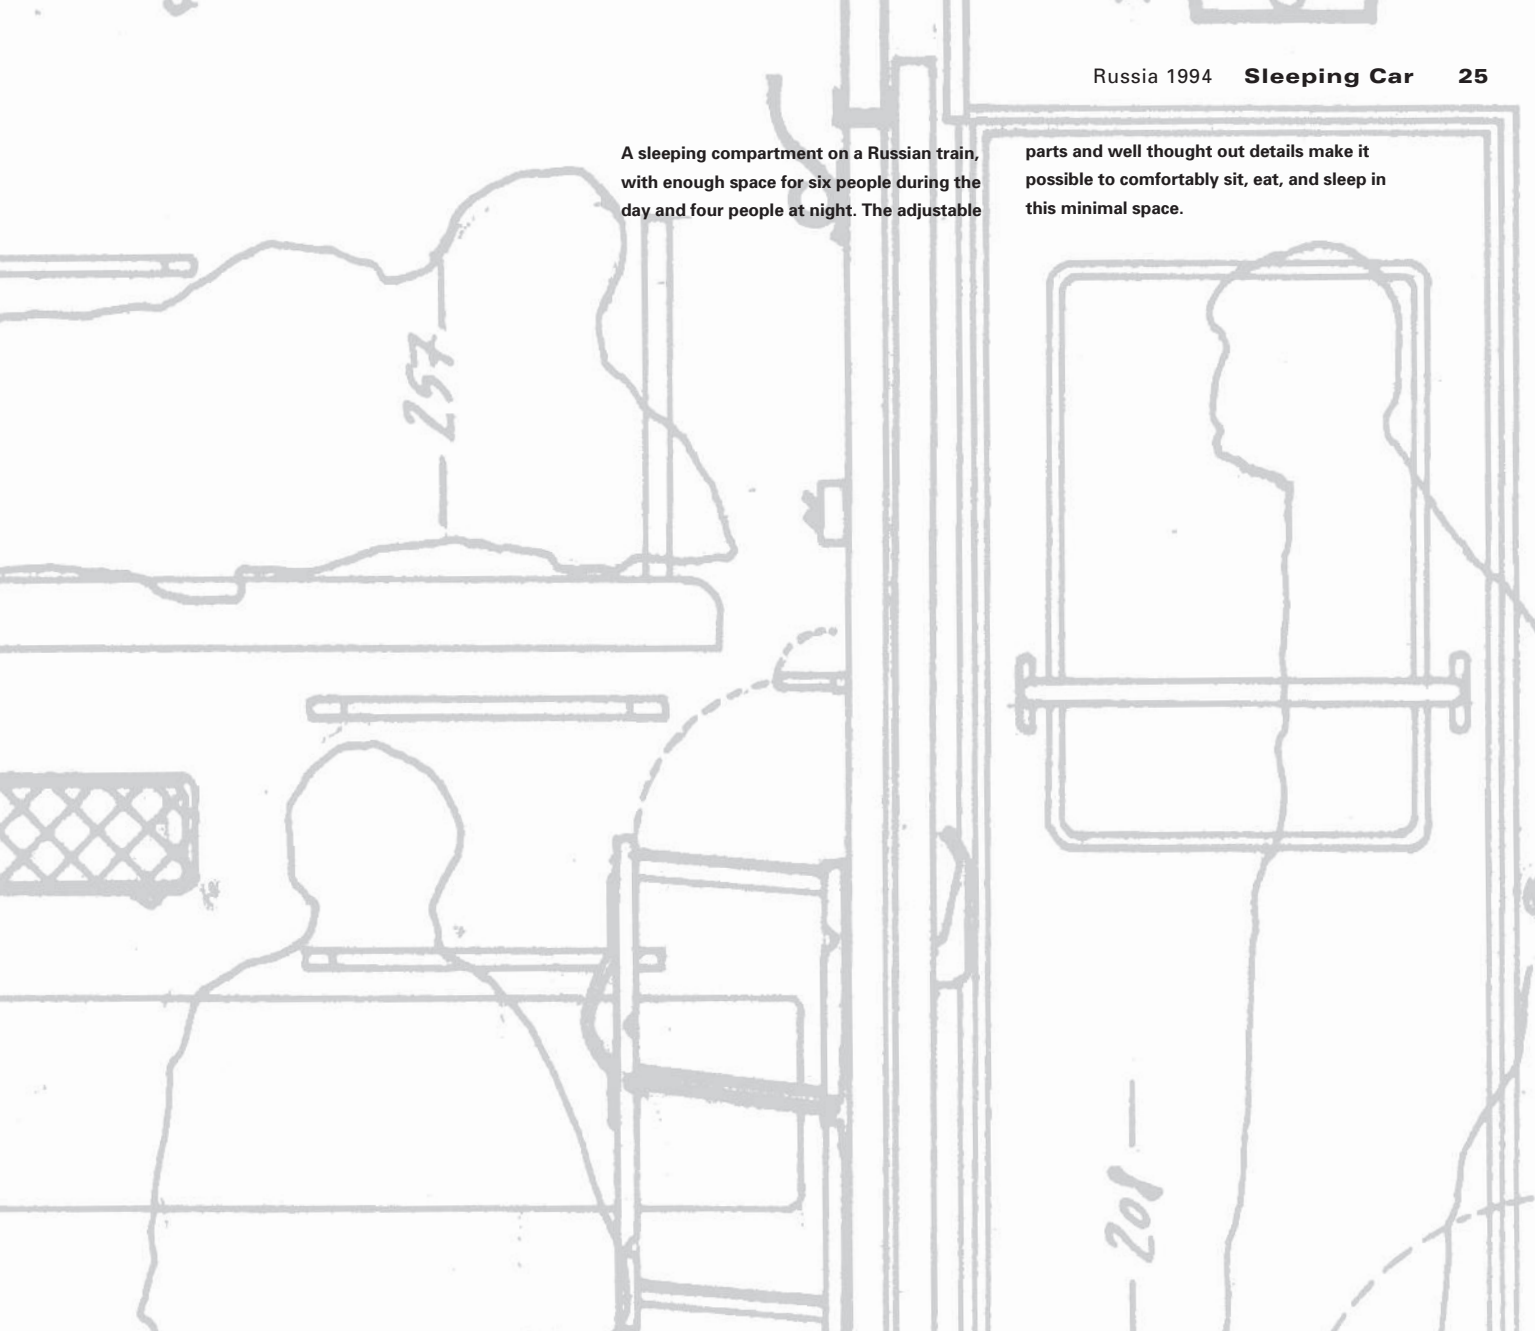 Russia 1994 Sleeping Car 25
A sleeping compartment on a Russian train,
with enough space for six people during the
day and four people at night. The adjustable
parts and well thought out details make it
possible to comfortably sit, eat, and sleep in
this minimal space.
257
201